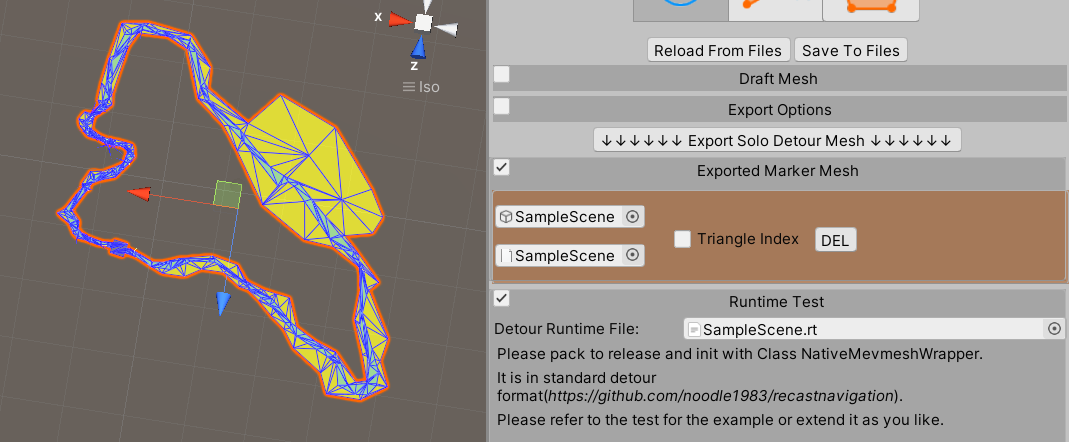 x
z
Iso
Reload From Files
Save To Files
Draft Mesh
Export Options
↓↓↓↓↓↓ Export Solo Detour Mesh ↓↓↓↓↓↓
Exported Marker Mesh
SampleScene
Triangle Index
DEL
SampleScene
Runtime Test
Detour Runtime File:
SampleScene.rt
Please pack to release and init with Class NativeMevmeshWrapper.
It is in standard detour
format(https://github.com/noodle1983/recastnavigation).
Please refer to the test for the example or extend it as you like.